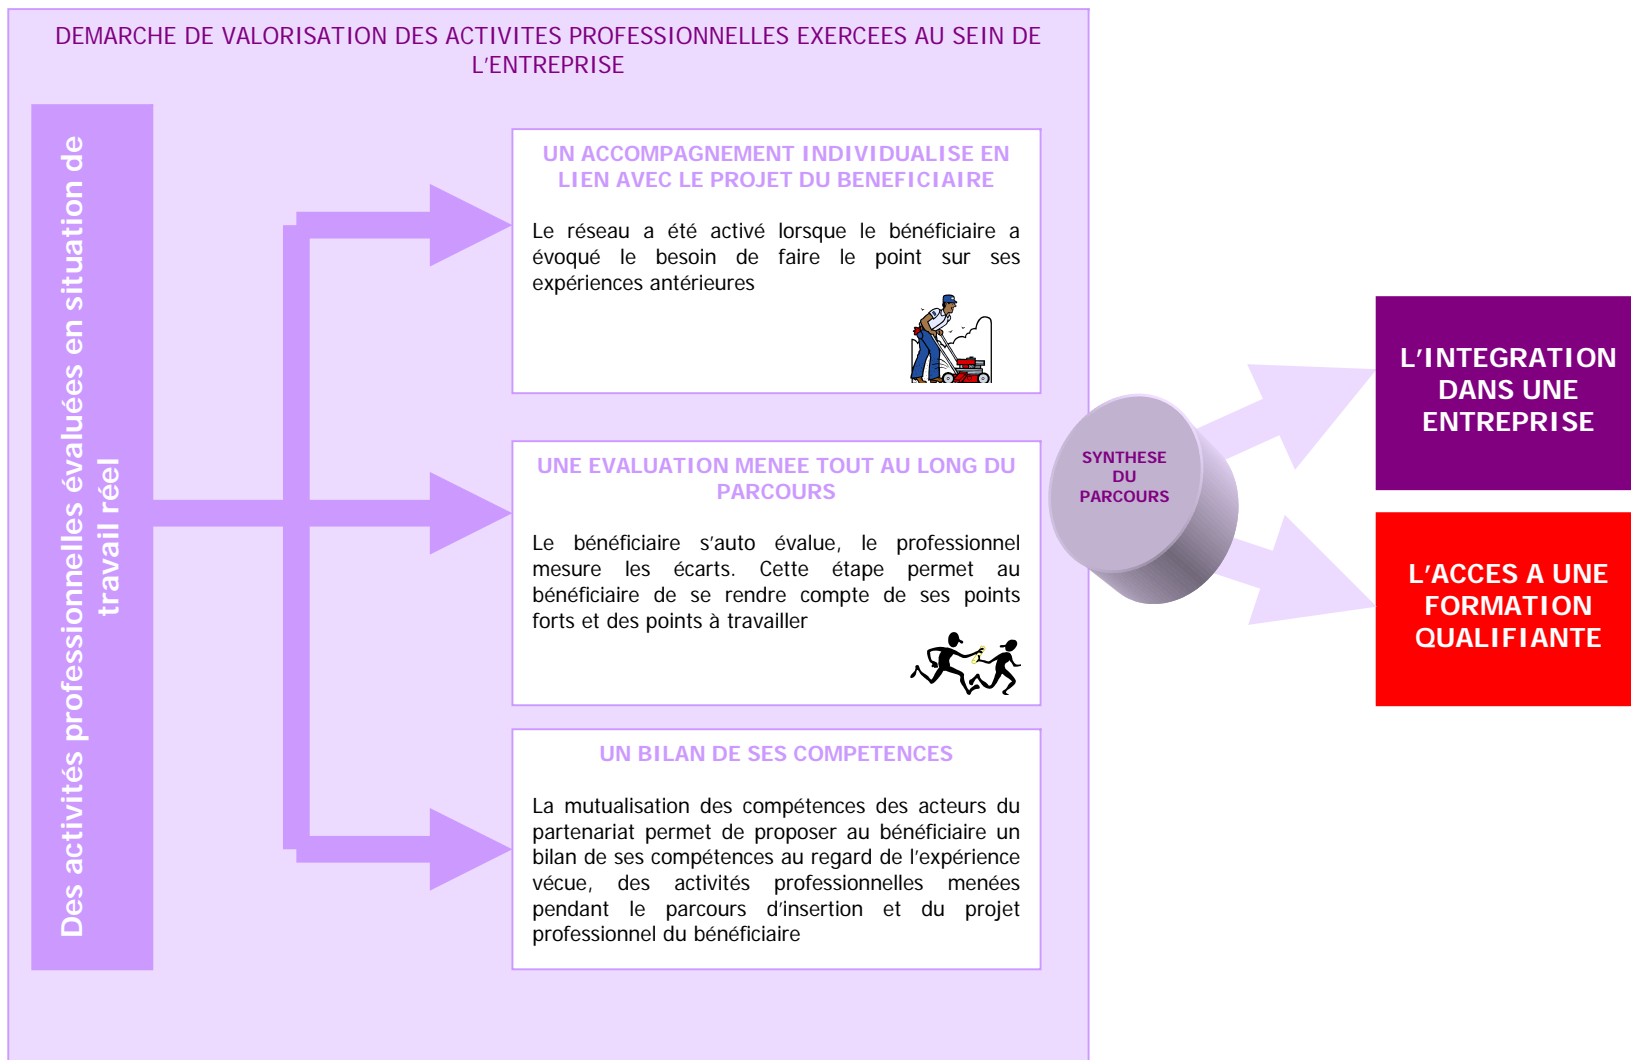 DEMARCHE DE VALORISATION DES ACTIVITES PROFESSIONNELLES EXERCEES AU SEIN DE
L'ENTREPRISE
Des activités professionnelles évaluées en situation de
travail réel
UN ACCOMPAGNEMENT INDIVIDUALISE EN
LIEN AVEC LE PROJET DU BENEFICIAIRE
Le réseau a été activé lorsque le bénéficiaire a
évoqué le besoin de faire le point sur ses
expériences antérieures
UNE EVALUATION MENEE TOUT AU LONG DU
PARCOURS
Le bénéficiaire s'auto évalue, le professionnel
mesure les écarts. Cette étape permet au
bénéficiaire de se rendre compte de ses points
forts et des points à travailler
UN BILAN DE SES COMPETENCES
La mutualisation des compétences des acteurs du
partenariat permet de proposer au bénéficiaire un
bilan de ses compétences au regard de l'expérience
vécue, des activités professionnelles menées
pendant le parcours d'insertion et du projet
professionnel du bénéficiaire
SYNTHESE
DU
PARCOURS
L'INTEGRATION
DANS UNE
ENTREPRISE
L'ACCES A UNE
FORMATION
QUALIFIANTE